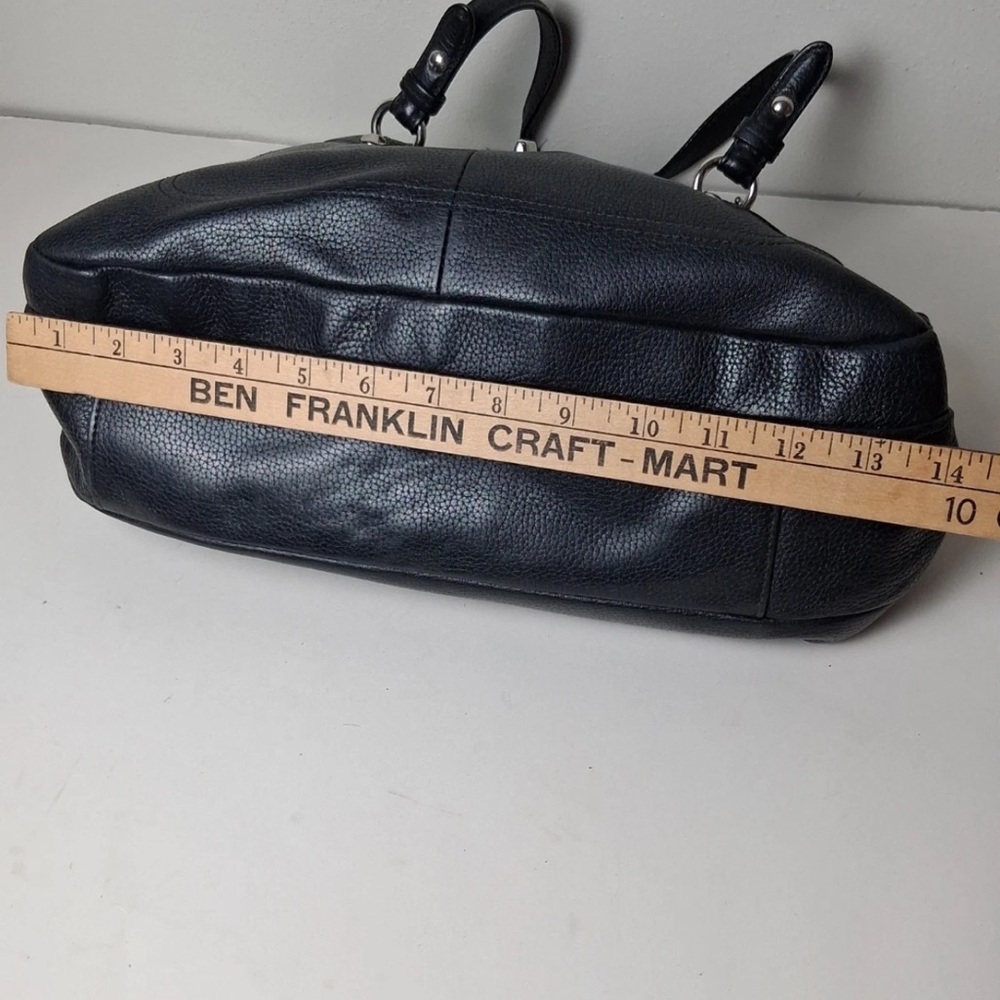 1 2 3 4 5 6 7 8 9 10 11 12 13 14
BEN FRANKLIN CRAFT-MART 10